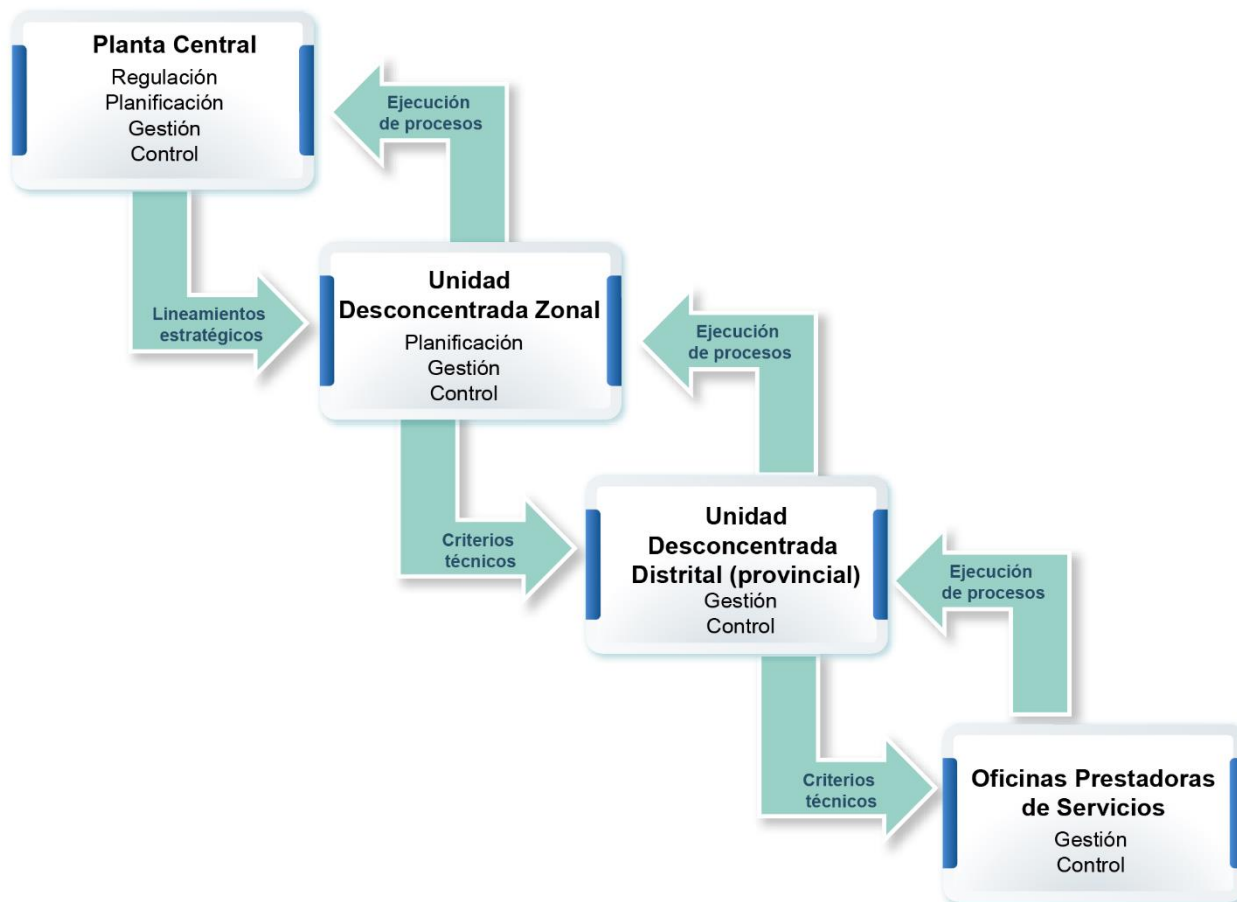 Planta Central
Regulación
Planificación
Gestión
Control
Ejecución
de procesos
Lineamientos
estratégicos
Unidad
Desconcentrada Zonal
Planificación
Gestión
Control
Ejecución
de procesos
Criterios
técnicos
Unidad
Desconcentrada
Distrital (provincial)
Gestión
Control
Ejecución
de procesos
Criterios
técnicos
Oficinas Prestadoras
de Servicios
Gestión
Control